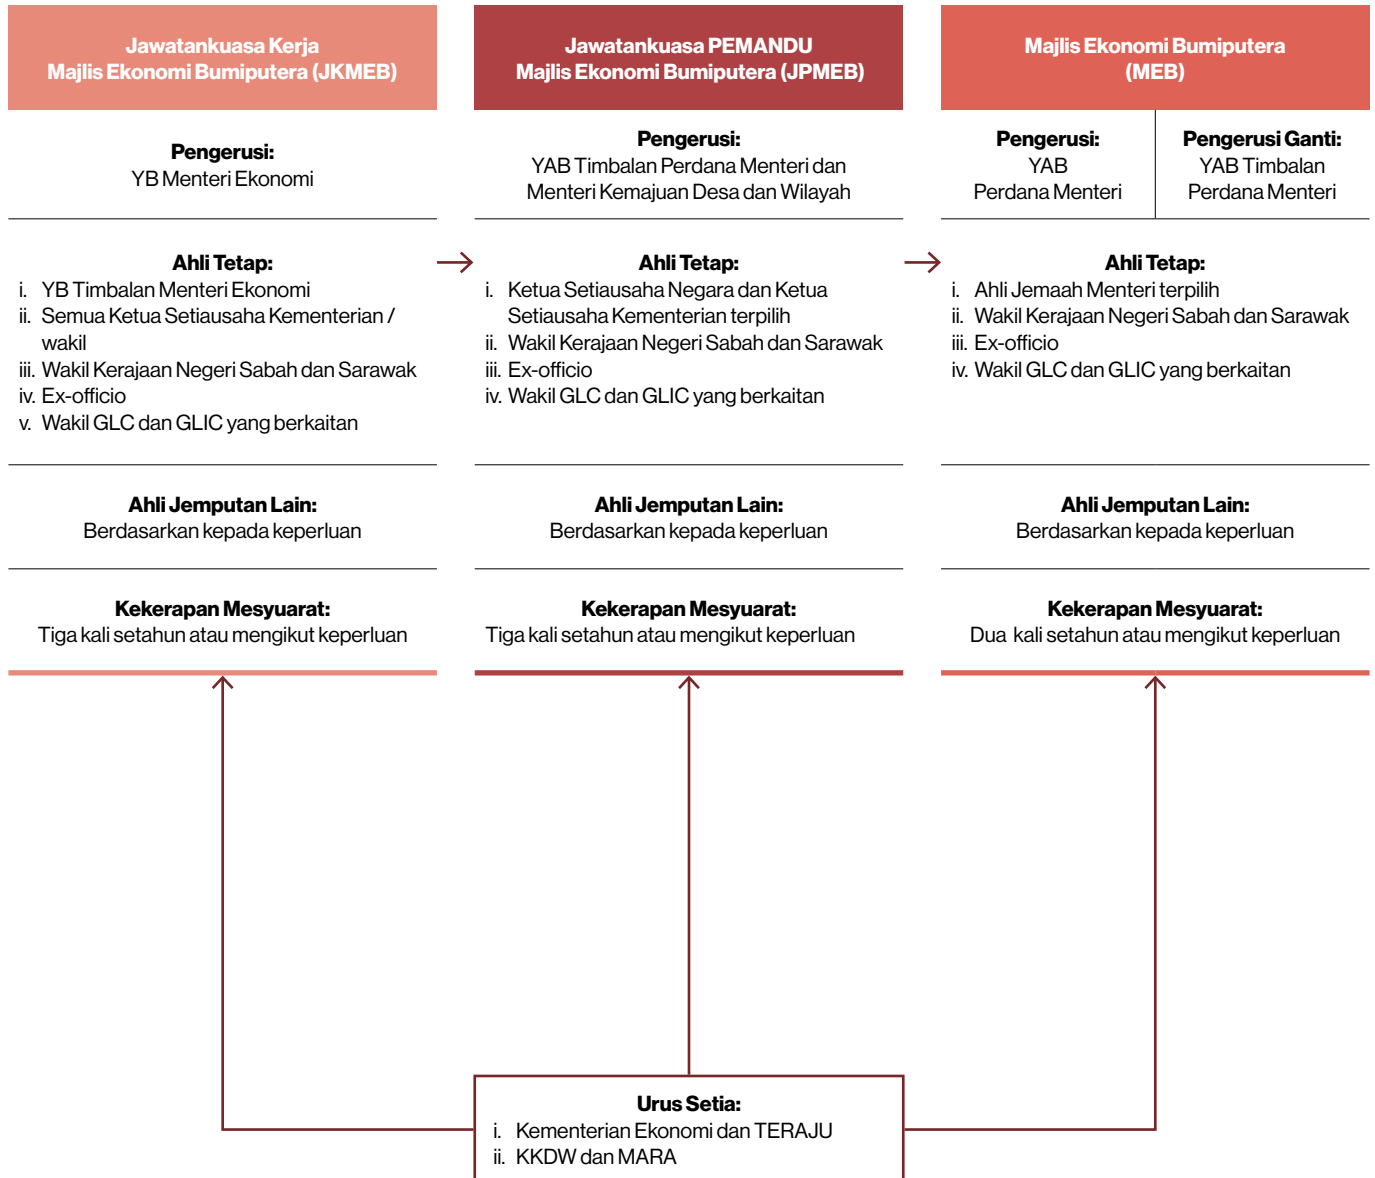 Jawatankuasa Kerja
Majlis Ekonomi Bumiputera (JKMEB)
Pengerusi:
YB Menteri Ekonomi
Ahli Tetap:
i. YB Timbalan Menteri Ekonomi
ii. Semua Ketua Setiausaha Kementerian /
wakil
iii. Wakil Kerajaan Negeri Sabah dan Sarawak
iv. Ex-officio
v. Wakil GLC dan GLIC yang berkaitan
Ahli Jemputan Lain:
Berdasarkan kepada keperluan
Kekerapan Mesyuarat:
Tiga kali setahun atau mengikut keperluan
Jawatankuasa PEMANDU
Majlis Ekonomi Bumiputera (JPMEB)
Pengerusi:
YAB Timbalan Perdana Menteri dan
Menteri Kemajuan Desa dan Wilayah
Ahli Tetap:
i. Ketua Setiausaha Negara dan Ketua
Setiausaha Kementerian terpilih
ii. Wakil Kerajaan Negeri Sabah dan Sarawak
iii. Ex-officio
iv. Wakil GLC dan GLIC yang berkaitan
Ahli Jemputan Lain:
Berdasarkan kepada keperluan
Kekerapan Mesyuarat:
Tiga kali setahun atau mengikut keperluan
Majlis Ekonomi Bumiputera
(MEB)
Pengerusi:
YAB
Perdana Menteri
Pengerusi Ganti:
YAB Timbalan
Perdana Menteri
Ahli Tetap:
i. Ahli Jemaah Menteri terpilih
ii. Wakil Kerajaan Negeri Sabah dan Sarawak
iii. Ex-officio
iv. Wakil GLC dan GLIC yang berkaitan
Ahli Jemputan Lain:
Berdasarkan kepada keperluan
Kekerapan Mesyuarat:
Dua kali setahun atau mengikut keperluan
Urus Setia:
i. Kementerian Ekonomi dan TERAJU
ii. KKDW dan MARA